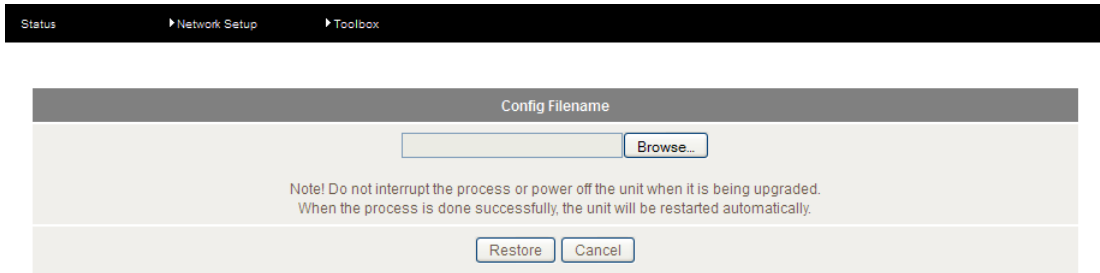 Status Network Setup Toolbox
Config Filename
Browse...
Note! Do not interrupt the process or power off the unit when it is being upgraded.
When the process is done successfully, the unit will be restarted automatically.
Restore Cancel